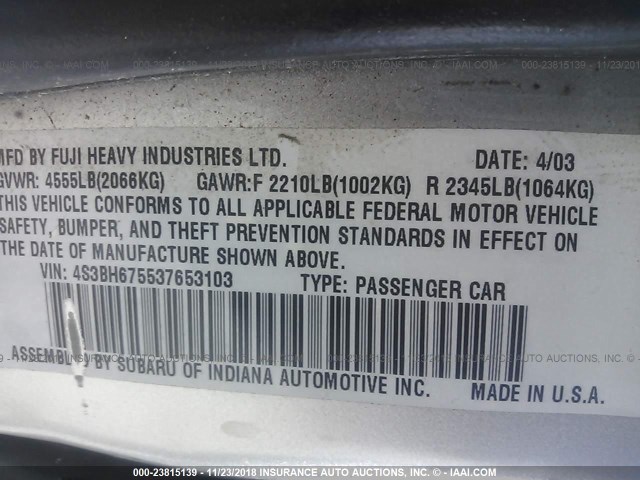 MFD BY FUJI HEAVY INDUSTRIES LTD. DATE: 4/03
GVWR: 4555LB(2066KG) GAWR:F 2210LB(1002KG) R 2345LB(1064KG)
THIS VEHICLE CONFORMS TO ALL APPLICABLE FEDERAL MOTOR VEHICLE
SAFETY, BUMPER, AND THEFT PREVENTION STANDARDS IN EFFECT ON
THE DATE OF MANUFACTURE SHOWN ABOVE.
VIN: 4S3BH675537653103 TYPE: PASSENGER CAR
ASSEMBLED BY SUBARU OF INDIANA AUTOMOTIVE INC. MADE IN U.S.A.
000-23815139 - 11/23/2018 INSURANCE AUTO AUCTIONS, INC. - © IAAI.COM